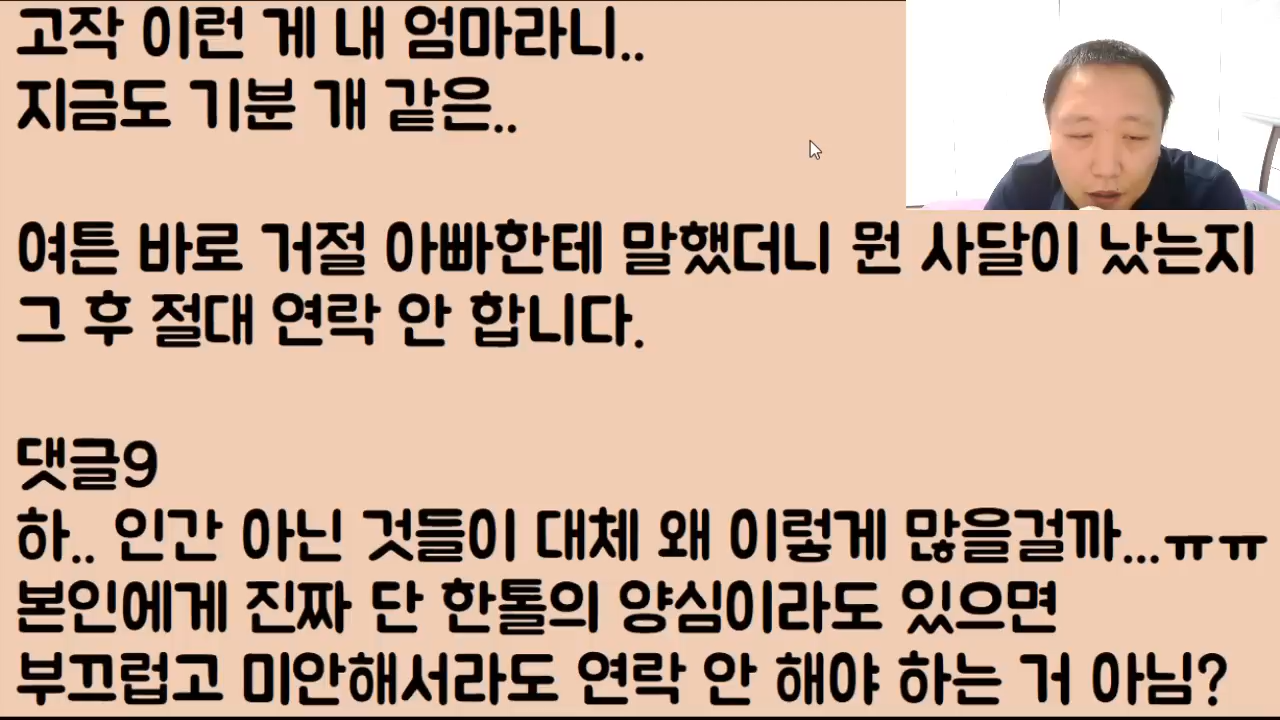 고작 이런 게 내 엄마라니..
지금도 기분 개 같은..
여튼 바로 거절 아빠한테 말했더니 뭔 사달이 났는지
그 후 절대 연락 안 합니다.
댓글9
하.. 인간 아닌 것들이 대체 왜 이렇게 많을걸까...ㅠㅠ
본인에게 진짜 단 한톨의 양심이라도 있으면
부끄럽고 미안해서라도 연락 안 해야 하는 거 아님?